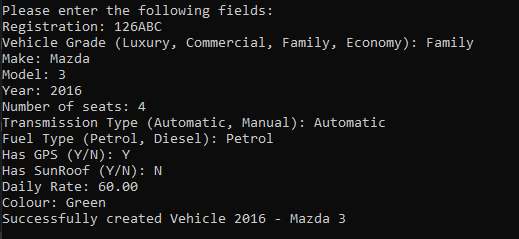 Please enter the following fields:
Registration: 126ABC
Vehicle Grade (Luxury, Commercial, Family, Economy): Family
Make: Mazda
Model: 3
Year: 2016
Number of seats: 4
Transmission Type (Automatic, Manual): Automatic
Fuel Type (Petrol, Diesel): Petrol
Has GPS (Y/N): Y
Has SunRoof (Y/N): N
Daily Rate: 60.00
Colour: Green
Successfully created Vehicle 2016 - Mazda 3